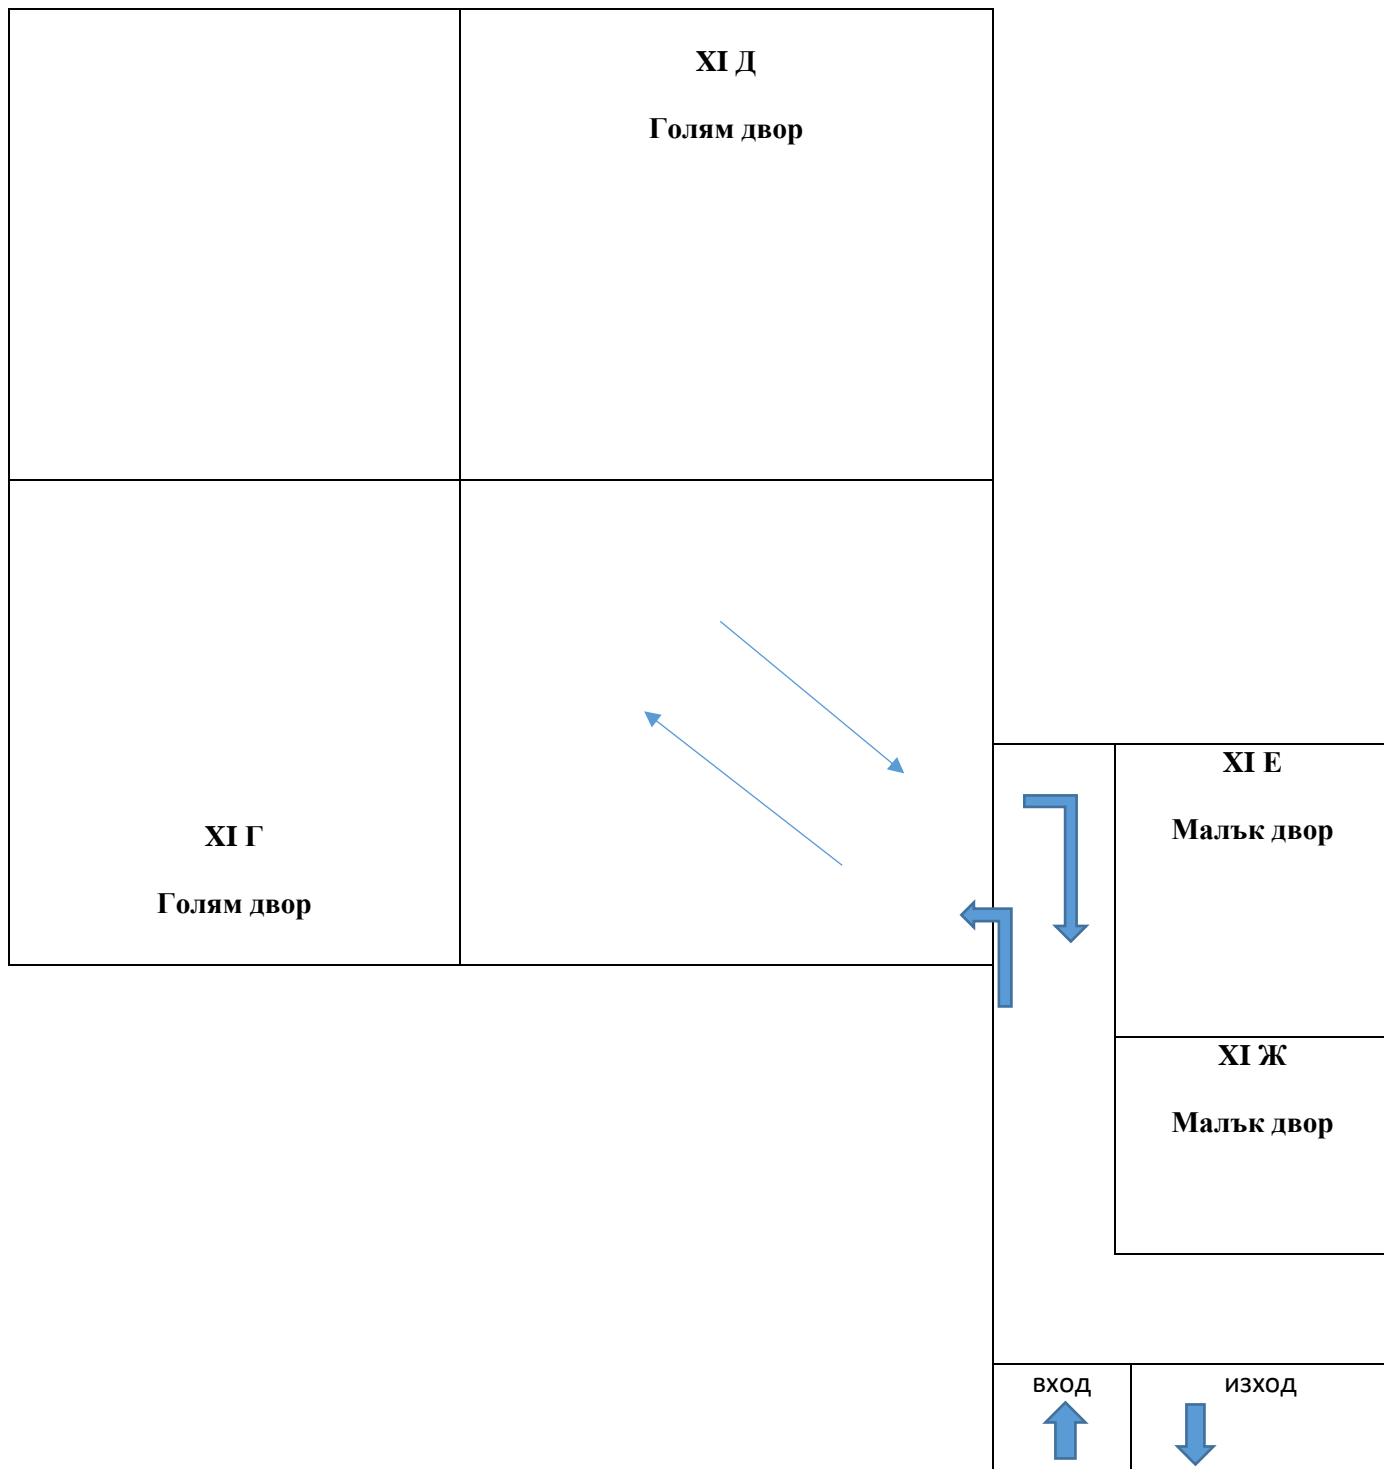 XI Д
Голям двор
XI Г
Голям двор
XI Е
Малък двор
XI Ж
Малък двор
вход
изход